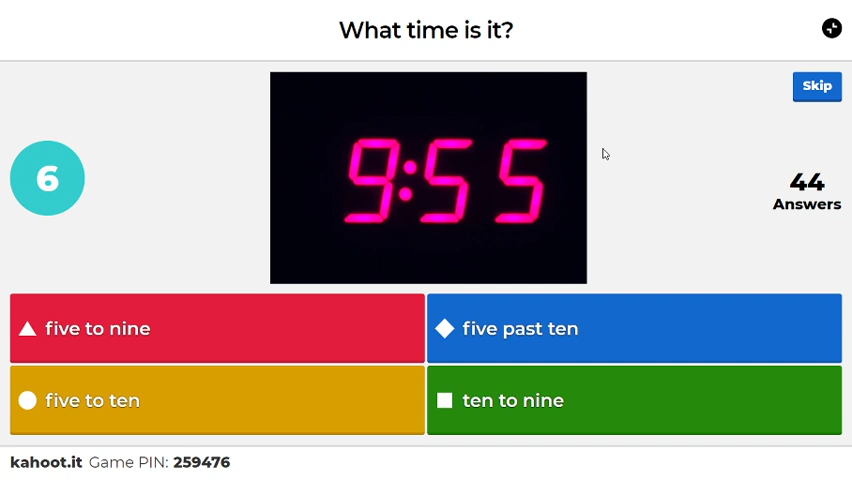 What time is it?
Skip
9:55
6
44
Answers
five to nine
five past ten
five to ten
ten to nine
kahoot.it Game PIN: 259476